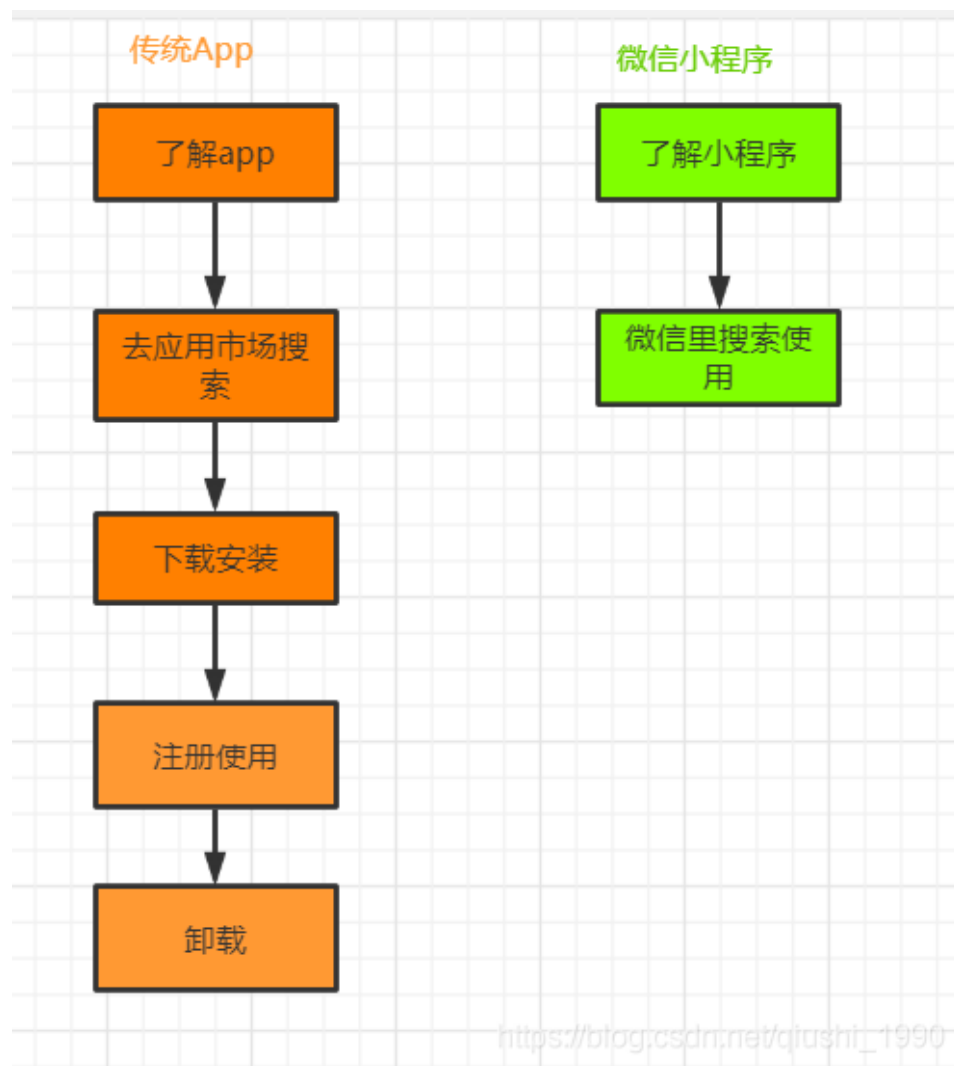 传统App
了解app
去应用市场搜
索
下载安装
注册使用
卸载
微信小程序
了解小程序
微信里搜索使
用
https://blog.csdn.net/qiushi_1990